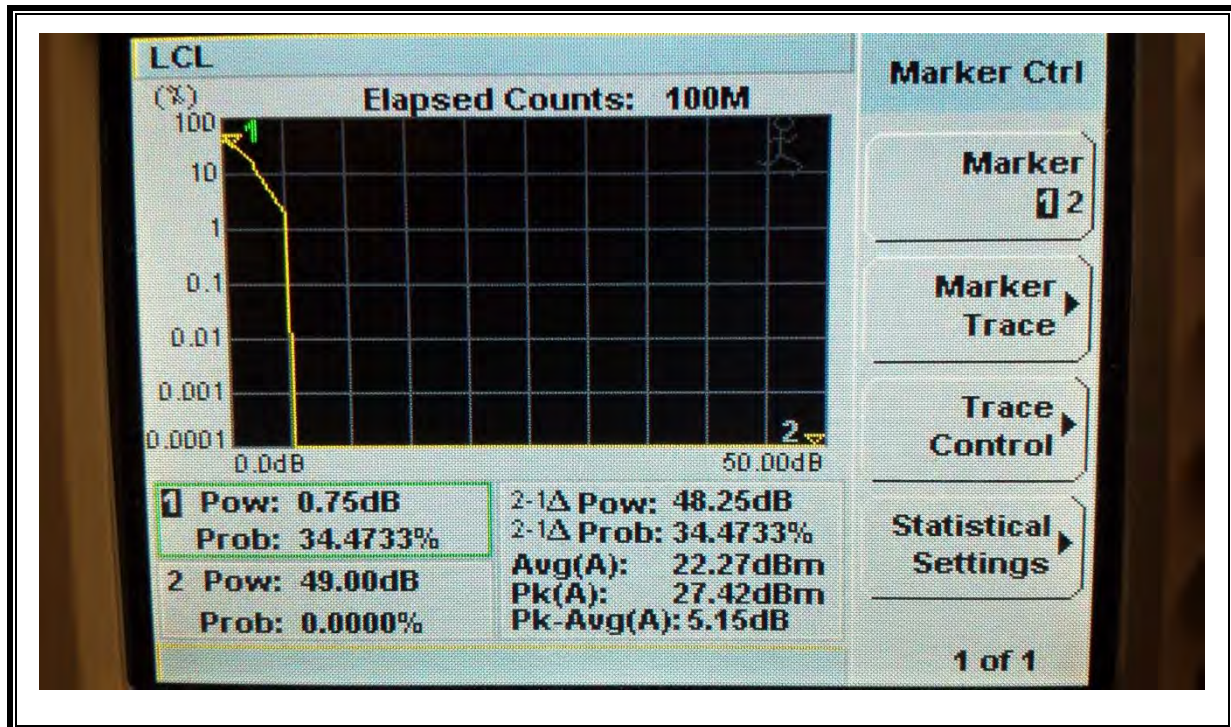 LCL
(%)
Elapsed Counts: 100M
100
10
1
0.1
0.01
0.001
0.0001
1
2
0.0dB
50.00dB
1 Pow: 0.75dB
Prob: 34.4733%
2 Pow: 49.00dB
Prob: 0.0000%
2-1Δ Pow: 48.25dB
2-1Δ Prob: 34.4733%
Avg(A): 22.27dBm
Pk(A): 27.42dBm
Pk-Avg(A): 5.15dB
Marker Ctrl
Marker
1 2
Marker
Trace
Trace
Control
Statistical
Settings
1 of 1